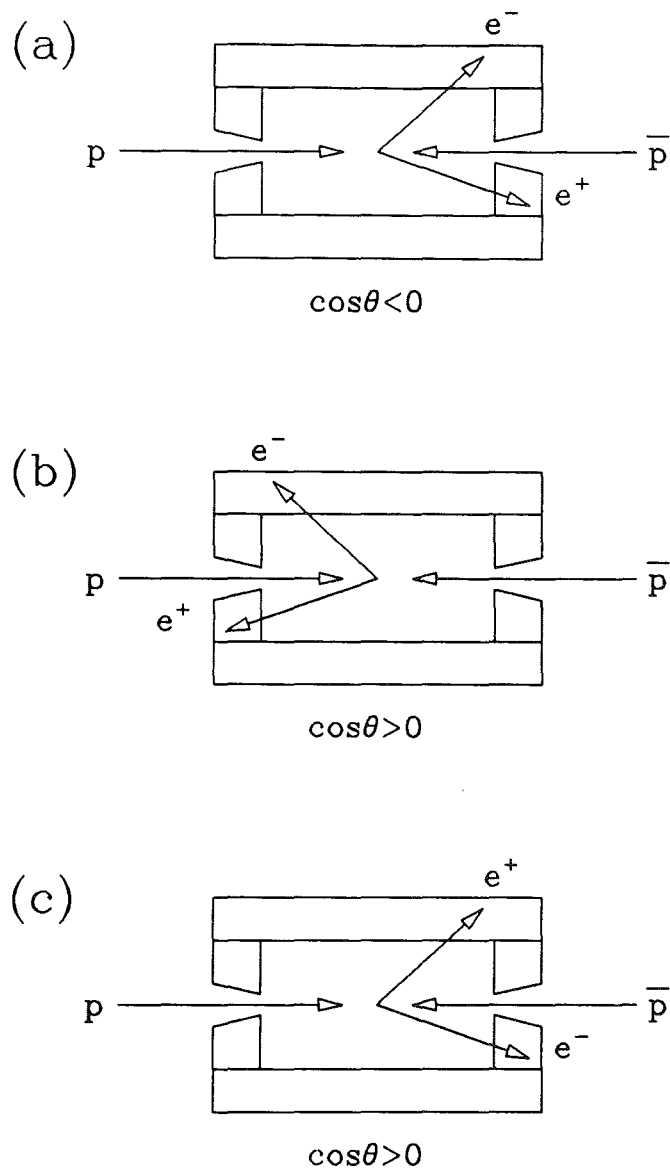 (a)
e⁻
p
p̅
e⁺
cosθ<0
(b)
e⁻
p
p̅
e⁺
cosθ>0
(c)
e⁺
p
p̅
e⁻
cosθ>0